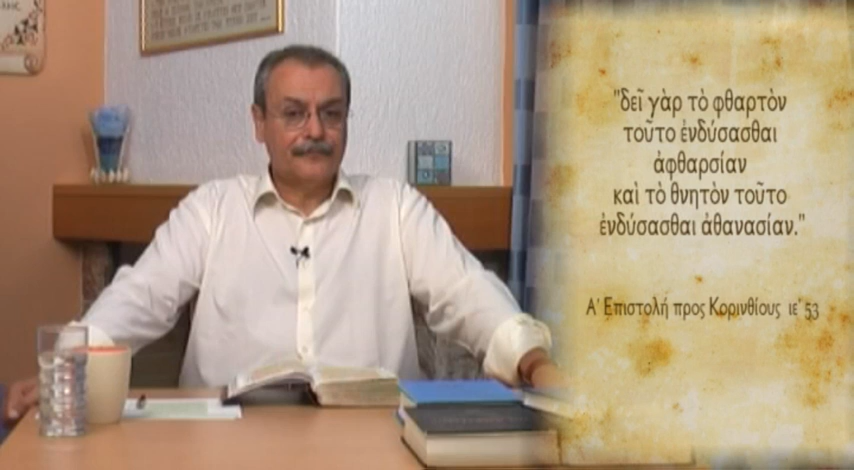 "δεῖ γὰρ τὸ φθαρτὸν
τοῦτο ἐνδύσασθαι
ἀφθαρσίαν
καὶ τὸ θνητὸν τοῦτο
ἐνδύσασθαι ἀθανασίαν."
Α' Επιστολή προς Κορινθίους ιε' 53